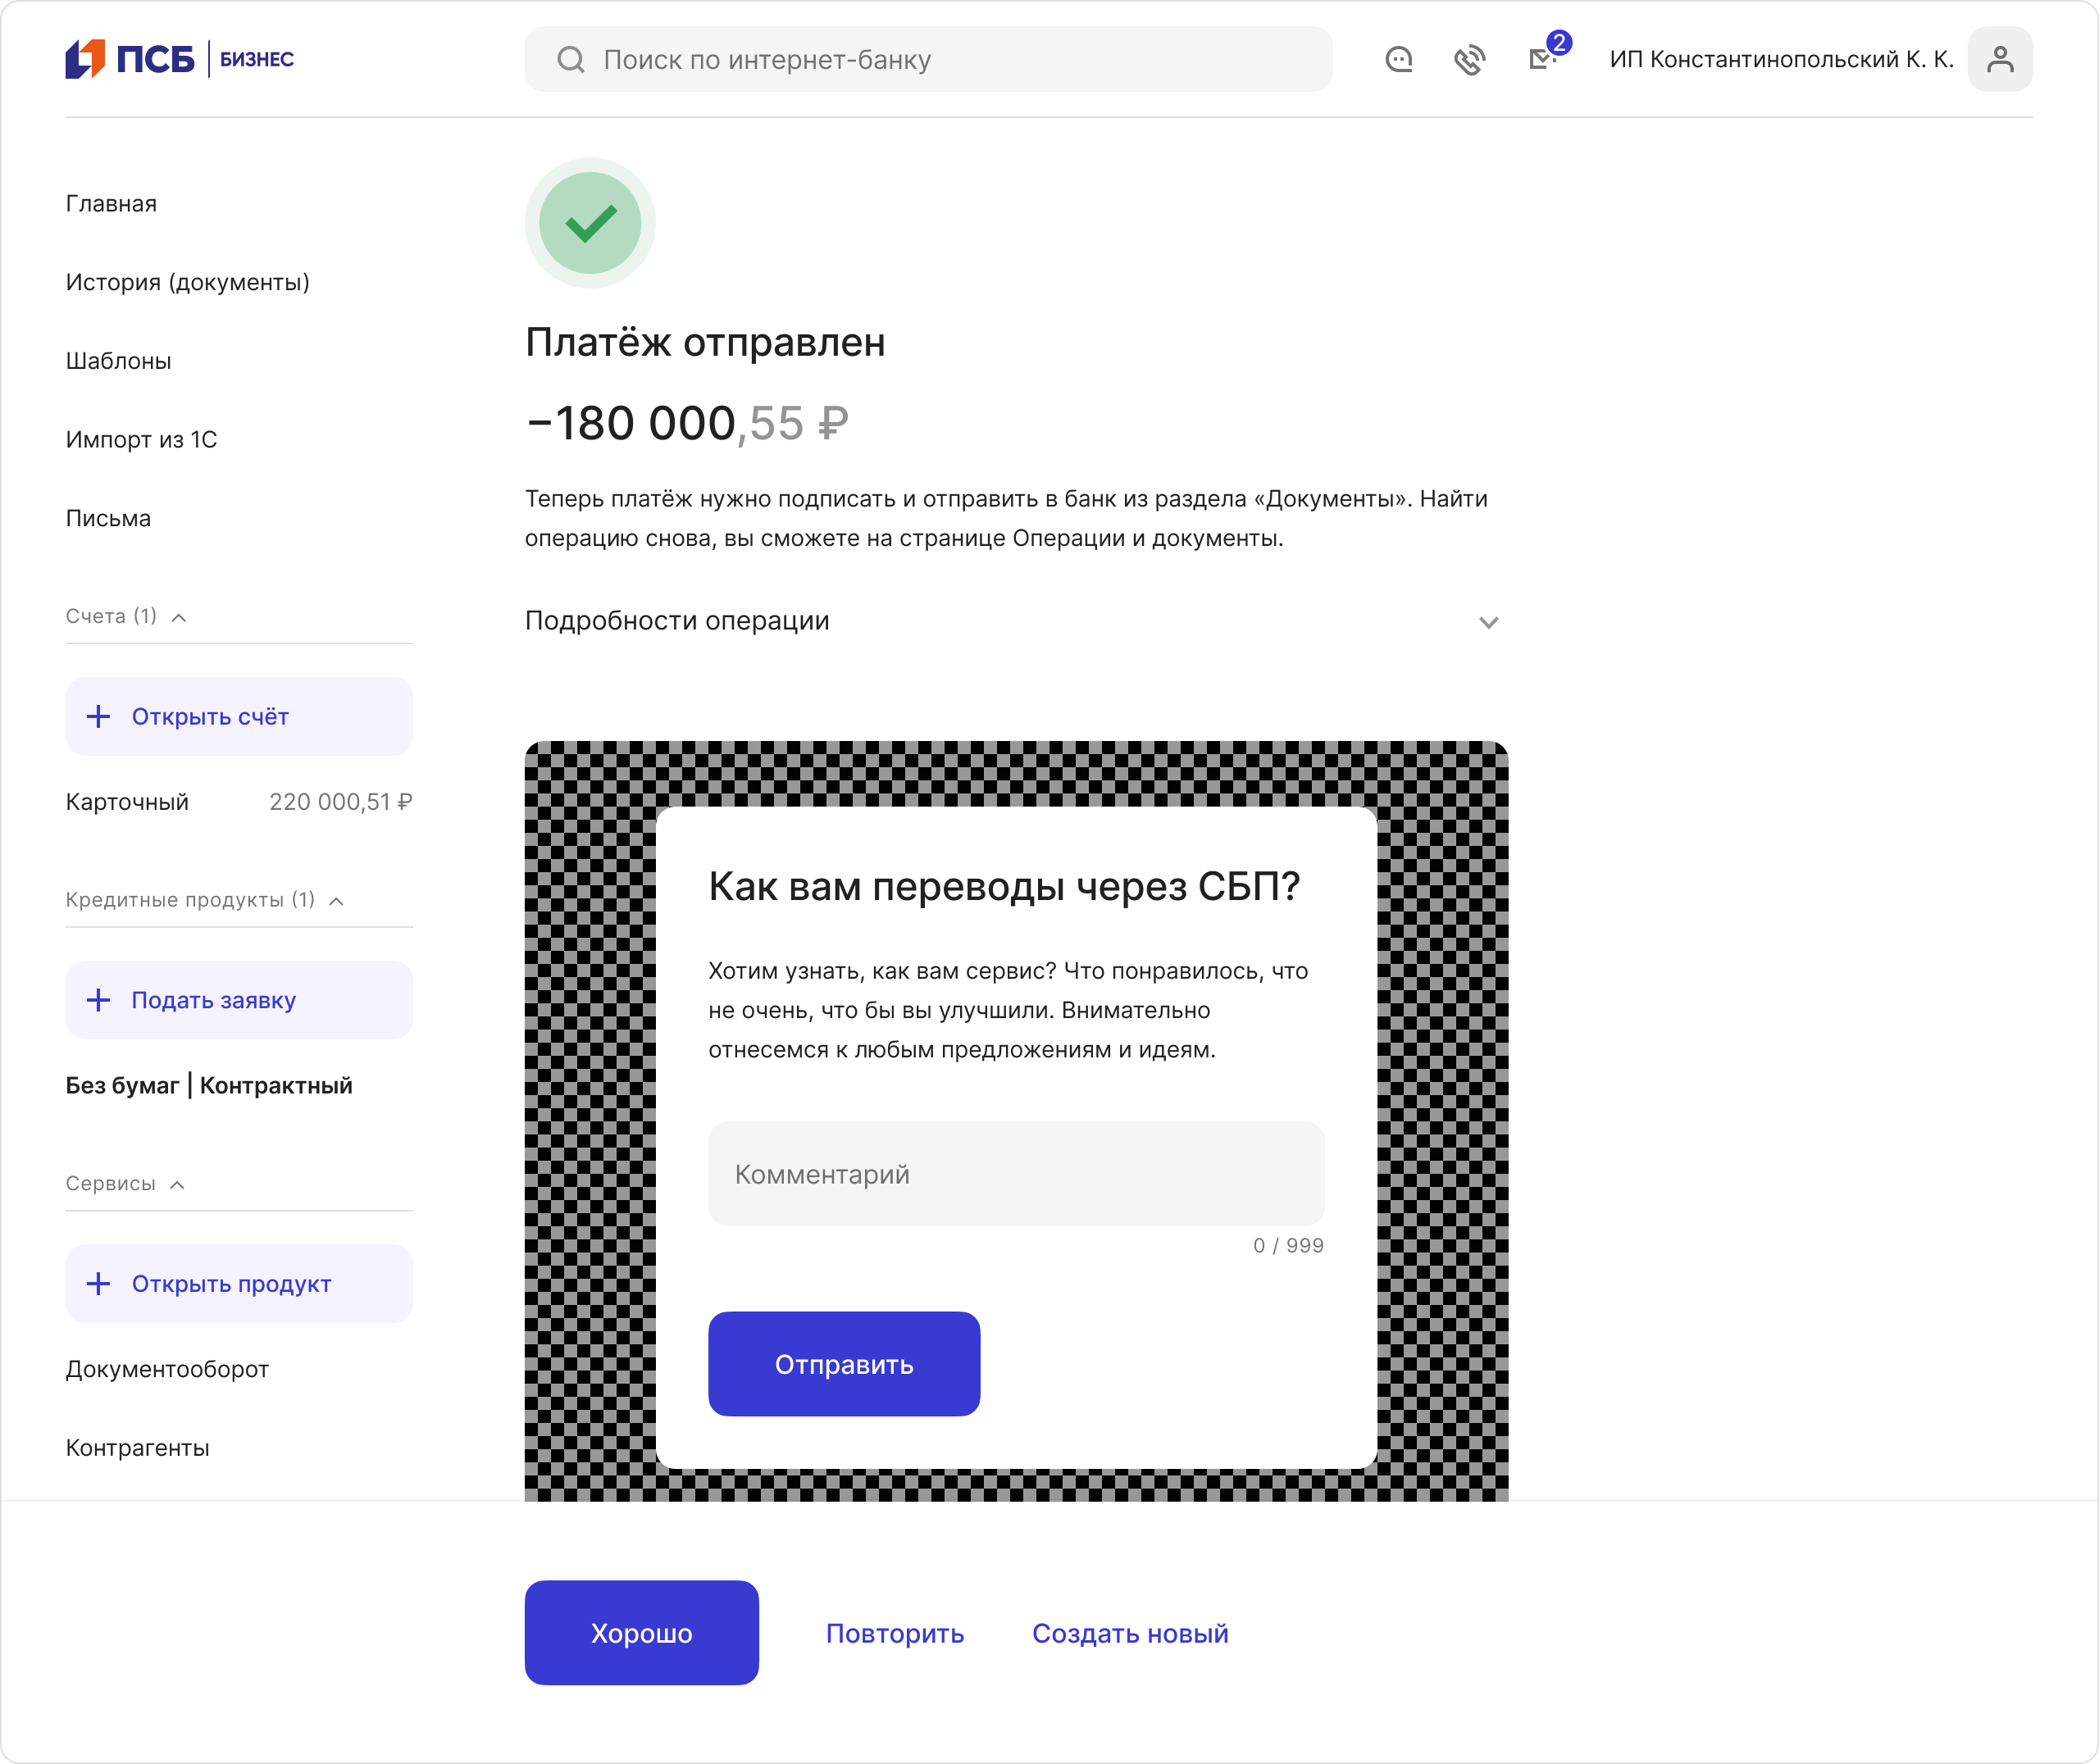 ПСБ БИЗНЕС
Поиск по интернет-банку
2
ИП Константинопольский К. К.
Главная
История (документы)
Шаблоны
Импорт из 1С
Письма
Счета (1)
Открыть счёт
Карточный 220 000,51 ₽
Кредитные продукты (1)
Подать заявку
Без бумаг | Контрактный
Сервисы
Открыть продукт
Документооборот
Контрагенты
Платёж отправлен
−180 000,55 ₽
Теперь платёж нужно подписать и отправить в банк из раздела «Документы». Найти
операцию снова, вы сможете на странице Операции и документы.
Подробности операции
Как вам переводы через СБП?
Хотим узнать, как вам сервис? Что понравилось, что
не очень, что бы вы улучшили. Внимательно
отнесемся к любым предложениям и идеям.
Комментарий
0 / 999
Отправить
Хорошо
Повторить
Создать новый